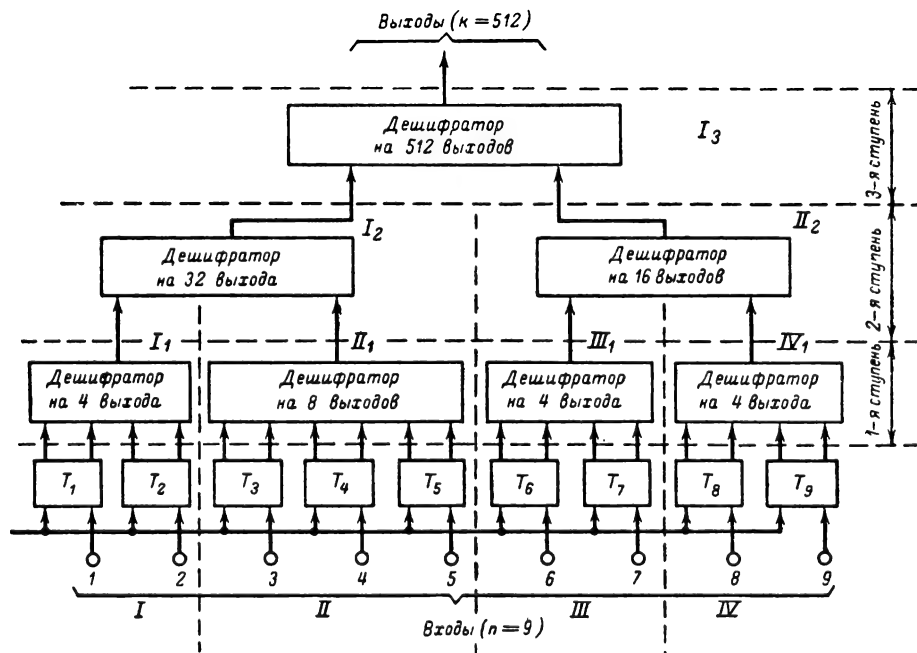 Выходы (к = 512)
Дешифратор
на 512 выходов
I3
3-я ступень
I2
II2
Дешифратор
на 32 выхода
Дешифратор
на 16 выходов
2-я ступень
I1
II1
III1
IV1
Дешифратор
на 4 выхода
Дешифратор
на 8 выходов
Дешифратор
на 4 выхода
Дешифратор
на 4 выхода
1-я ступень
T1 T2 T3 T4 T5 T6 T7 T8 T9
1 2 3 4 5 6 7 8 9
I II III IV
Входы (n = 9)